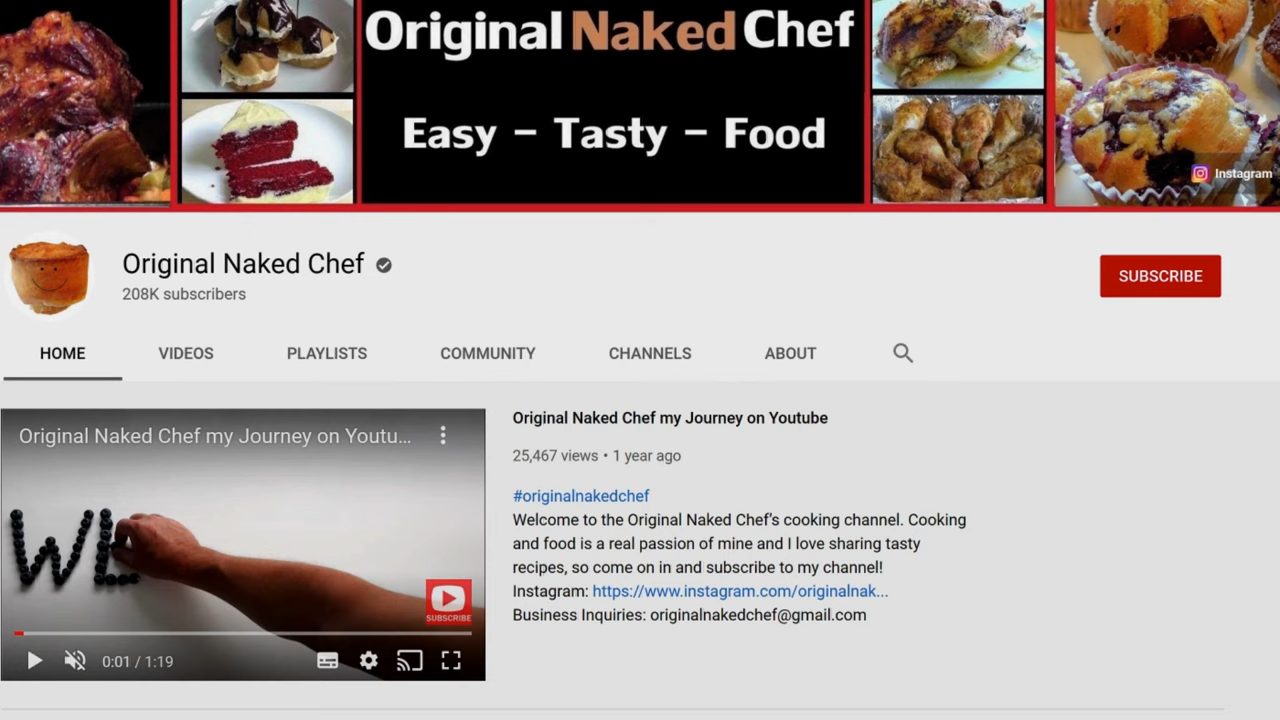 Original Naked Chef
Easy - Tasty - Food
Instagram
Original Naked Chef
208K subscribers
SUBSCRIBE
HOME VIDEOS PLAYLISTS COMMUNITY CHANNELS ABOUT
Original Naked Chef my Journey on Youtu...
WL
SUBSCRIBE
0:01 / 1:19
Original Naked Chef my Journey on Youtube
25,467 views • 1 year ago
#originalnakedchef
Welcome to the Original Naked Chef's cooking channel. Cooking
and food is a real passion of mine and I love sharing tasty
recipes, so come on in and subscribe to my channel!
Instagram: https://www.instagram.com/originalnak...
Business Inquiries: originalnakedchef@gmail.com